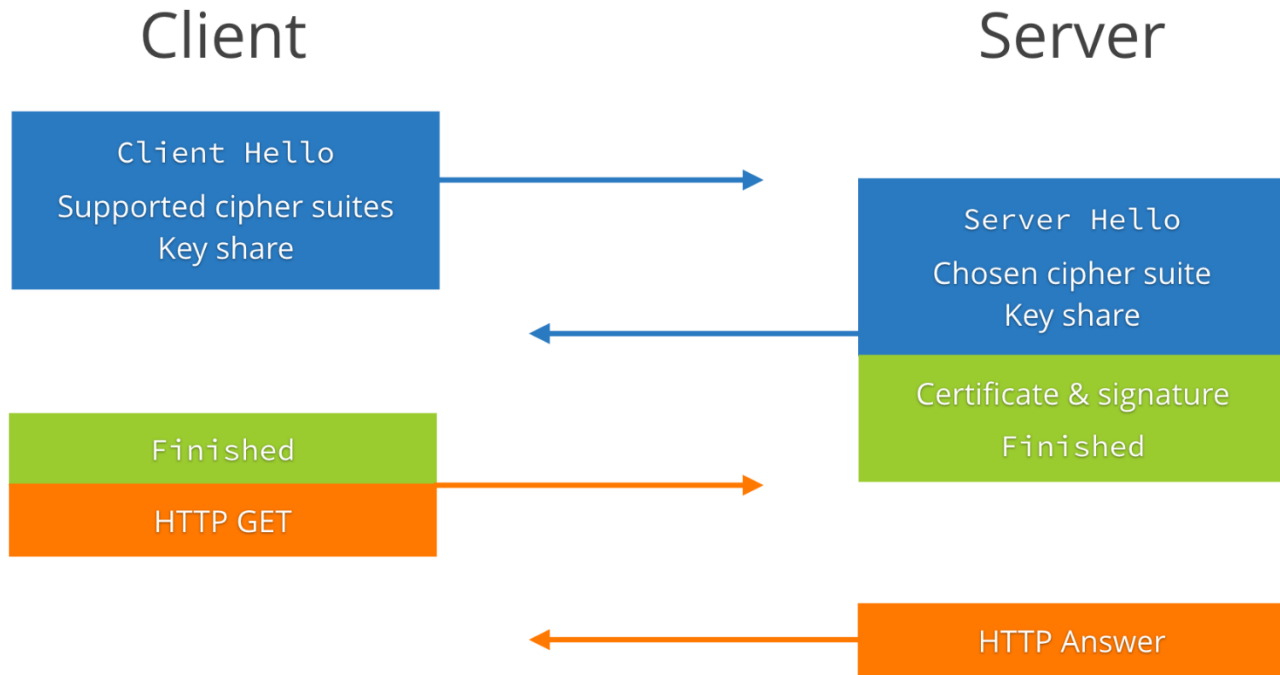 Client
Server
Client Hello
Supported cipher suites
Key share
Server Hello
Chosen cipher suite
Key share
Certificate & signature
Finished
Finished
HTTP GET
HTTP Answer